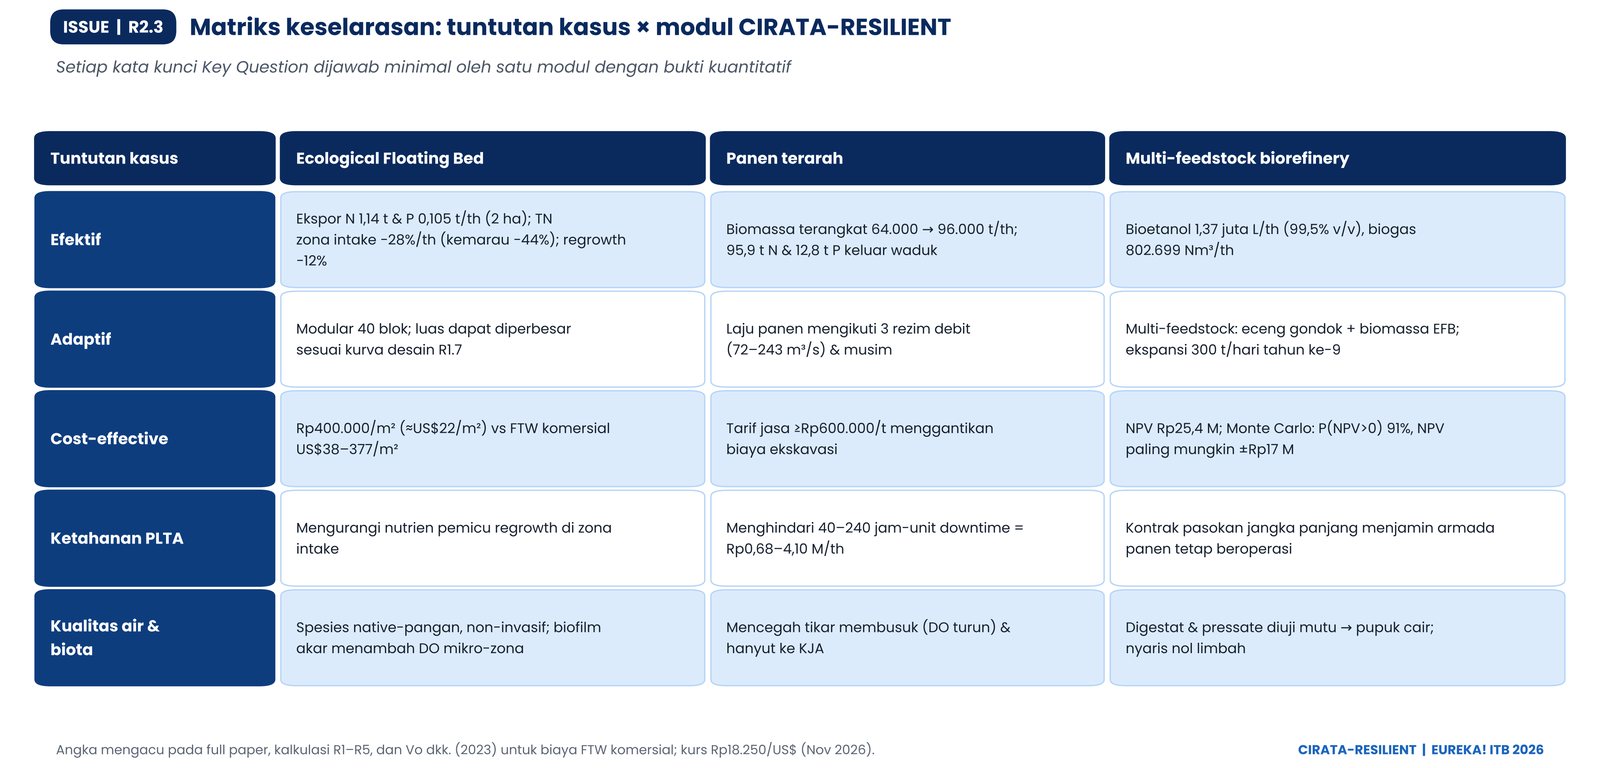 ISSUE | R2.3
Matriks keselarasan: tuntutan kasus × modul CIRATA-RESILIENT
Setiap kata kunci Key Question dijawab minimal oleh satu modul dengan bukti kuantitatif
Tuntutan kasus
Ecological Floating Bed
Panen terarah
Multi-feedstock biorefinery
Efektif
Ekspor N 1,14 t & P 0,105 t/th (2 ha); TN
zona intake -28%/th (kemarau -44%); regrowth
-12%
Biomassa terangkat 64.000 → 96.000 t/th;
95,9 t N & 12,8 t P keluar waduk
Bioetanol 1,37 juta L/th (99,5% v/v), biogas
802.699 Nm³/th
Adaptif
Modular 40 blok; luas dapat diperbesar
sesuai kurva desain R1.7
Laju panen mengikuti 3 rezim debit
(72–243 m³/s) & musim
Multi-feedstock: eceng gondok + biomassa EFB;
ekspansi 300 t/hari tahun ke-9
Cost-effective
Rp400.000/m² (≈US$22/m²) vs FTW komersial
US$38–377/m²
Tarif jasa ≥Rp600.000/t menggantikan
biaya ekskavasi
NPV Rp25,4 M; Monte Carlo: P(NPV>0) 91%, NPV
paling mungkin ±Rp17 M
Ketahanan PLTA
Mengurangi nutrien pemicu regrowth di zona
intake
Menghindari 40–240 jam-unit downtime =
Rp0,68–4,10 M/th
Kontrak pasokan jangka panjang menjamin armada
panen tetap beroperasi
Kualitas air &
biota
Spesies native-pangan, non-invasif; biofilm
akar menambah DO mikro-zona
Mencegah tikar membusuk (DO turun) &
hanyut ke KJA
Digestat & pressate diuji mutu → pupuk cair;
nyaris nol limbah
Angka mengacu pada full paper, kalkulasi R1–R5, dan Vo dkk. (2023) untuk biaya FTW komersial; kurs Rp18.250/US$ (Nov 2026).
CIRATA-RESILIENT | EUREKA! ITB 2026